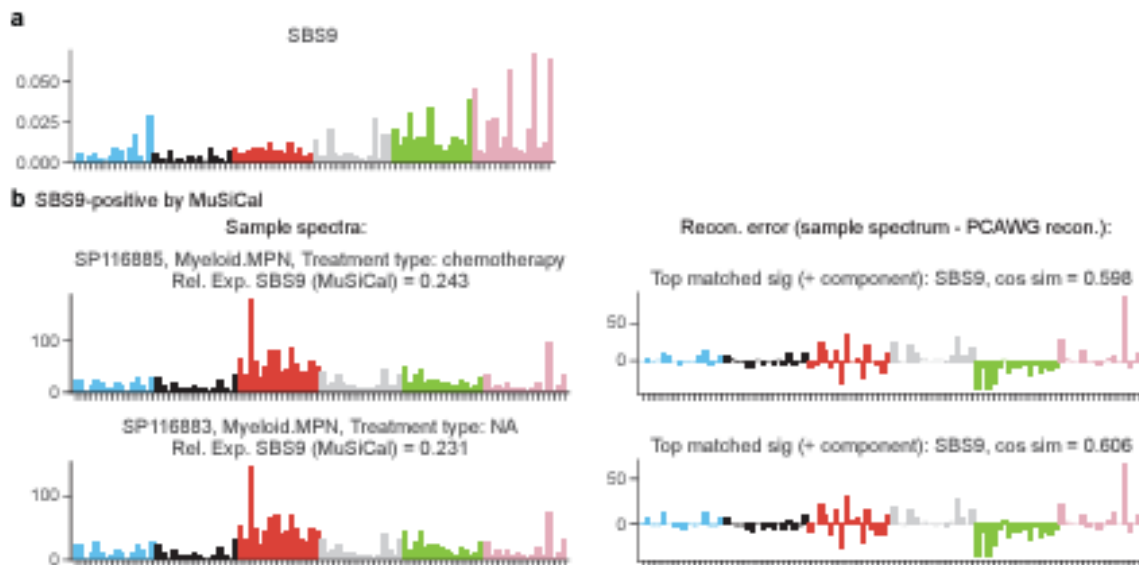 a
SBS9
0.050
0.025
0.000
b SBS9-positive by MuSiCal
Sample spectra:
Recon. error (sample spectrum - PCAWG recon.):
SP116885, Myeloid.MPN, Treatment type: chemotherapy
Rel. Exp. SBS9 (MuSiCal) = 0.243
Top matched sig (+ component): SBS9, cos sim = 0.598
100
0
50
0
SP116883, Myeloid.MPN, Treatment type: NA
Rel. Exp. SBS9 (MuSiCal) = 0.231
Top matched sig (+ component): SBS9, cos sim = 0.606
100
0
50
0